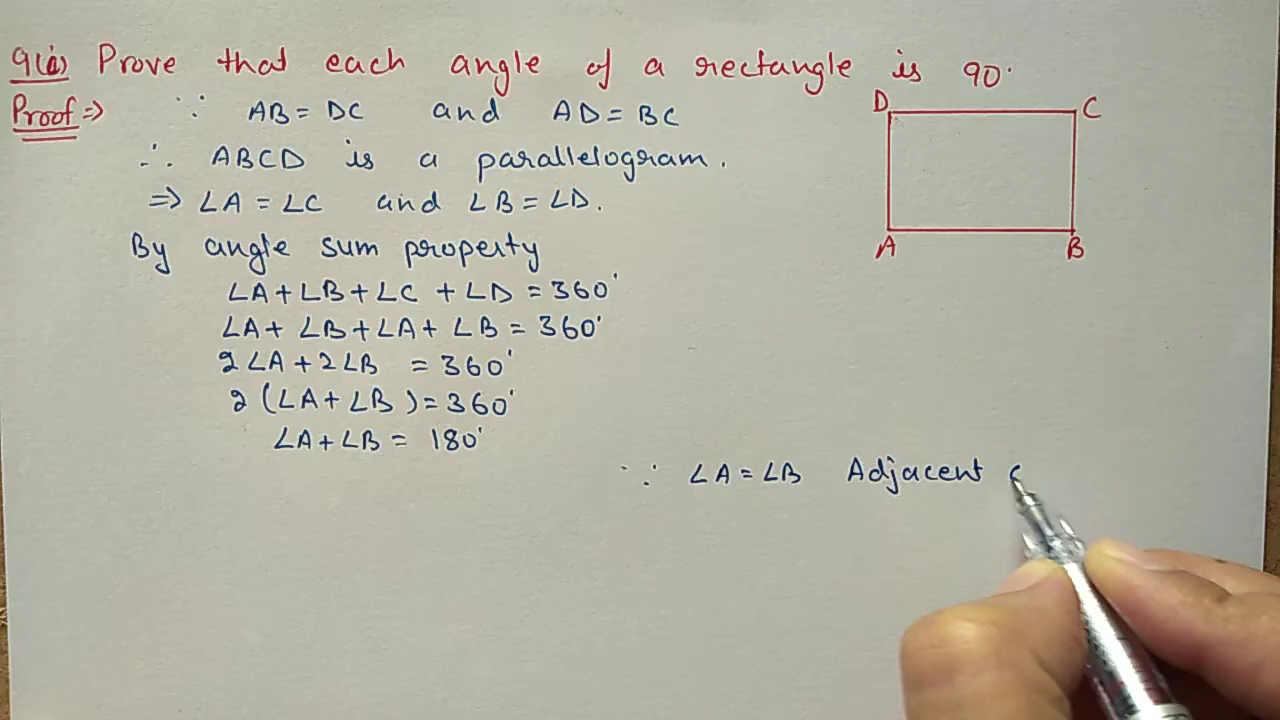 9(i) Prove that each angle of a rectangle is 90°
Proof ⇒ ∵ AB = DC and AD = BC
∴ ABCD is a parallelogram.
⇒ ∠A = ∠C and ∠B = ∠D.
By angle sum property
∠A + ∠B + ∠C + ∠D = 360°
∠A + ∠B + ∠A + ∠B = 360°
2∠A + 2∠B = 360°
2 (∠A + ∠B) = 360°
∠A + ∠B = 180°
∵ ∠A = ∠B Adjacent
D C
A B